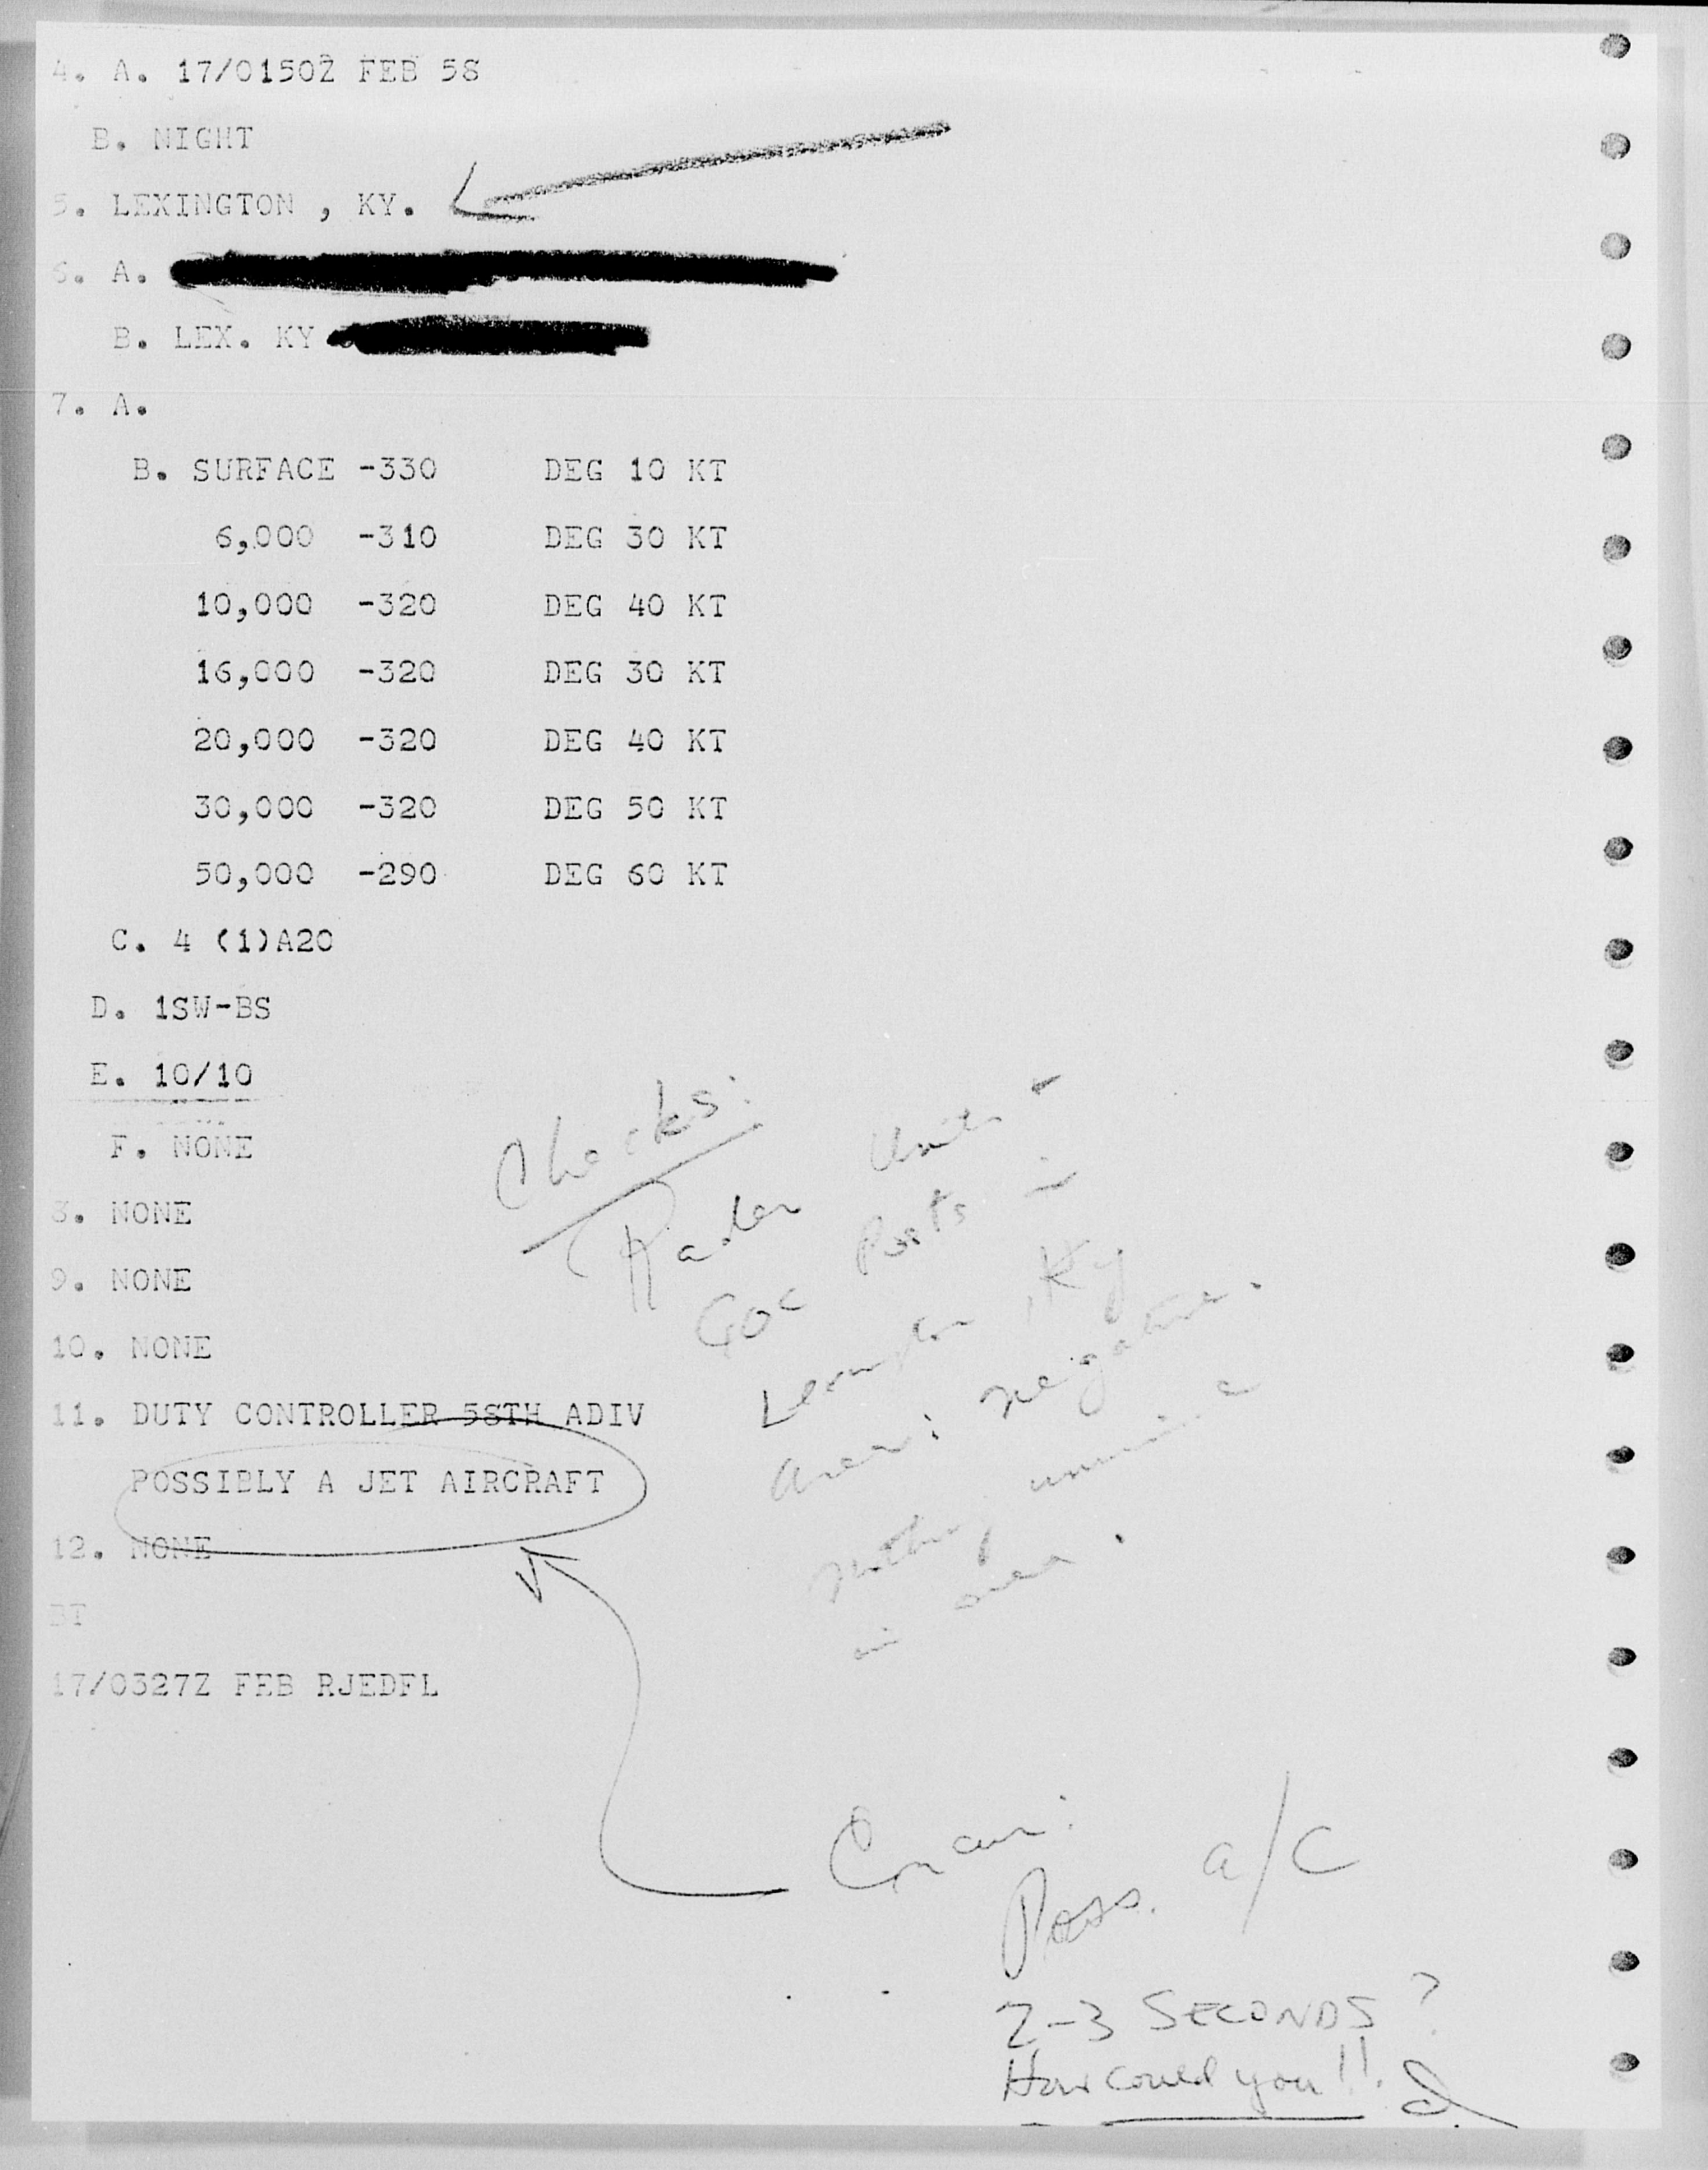 4. A. 17/0150Z FEB 58
B. NIGHT
5. LEXINGTON , KY.
6. A.
B. LEX. KY
7. A.
B. SURFACE -330 DEG 10 KT
6,000 -310 DEG 30 KT
10,000 -320 DEG 40 KT
16,000 -320 DEG 30 KT
20,000 -320 DEG 40 KT
30,000 -320 DEG 50 KT
50,000 -290 DEG 60 KT
C. 4 (1)A20
D. 1SW-BS
E. 10/10
F. NONE
8. NONE
9. NONE
10. NONE
11. DUTY CONTROLLER 58TH ADIV
POSSIBLY A JET AIRCRAFT
12. NONE
BT
17/0327Z FEB RJEDFL
Checks:
Radar Units -
GOC Posts in
Lexington, Ky
Area: Negative.
Nothing unusual
in area.
Concur:
Poss. a/c
2-3 SECONDS?
How could you!!